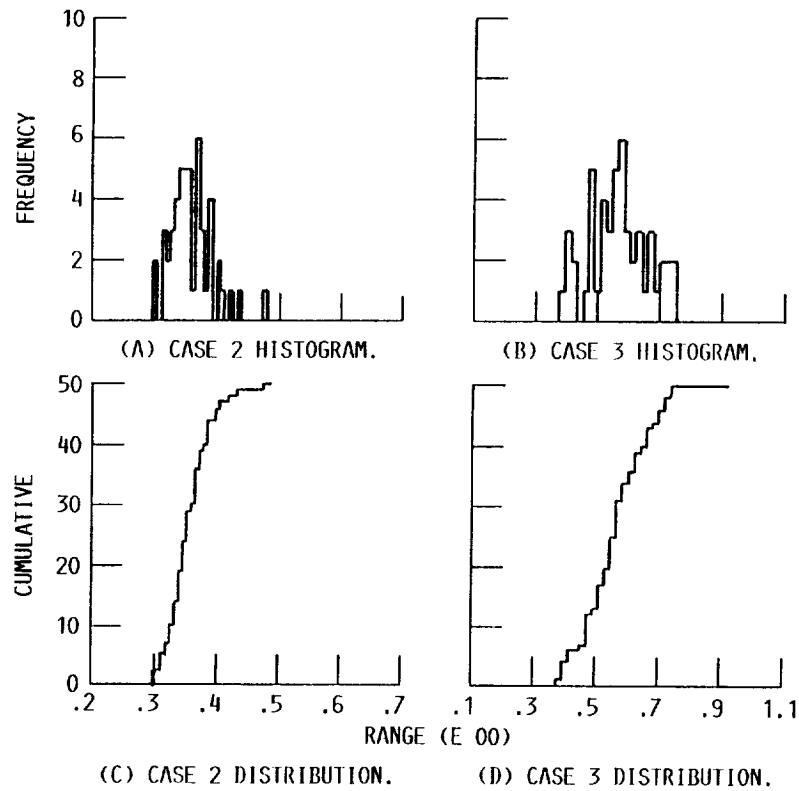 10
8
6
4
2
0
FREQUENCY
(A) CASE 2 HISTOGRAM.
(B) CASE 3 HISTOGRAM.
50
40
30
20
10
0
CUMULATIVE
.2 .3 .4 .5 .6 .7
.1 .3 .5 .7 .9 1.1
RANGE (E 00)
(C) CASE 2 DISTRIBUTION.
(D) CASE 3 DISTRIBUTION.